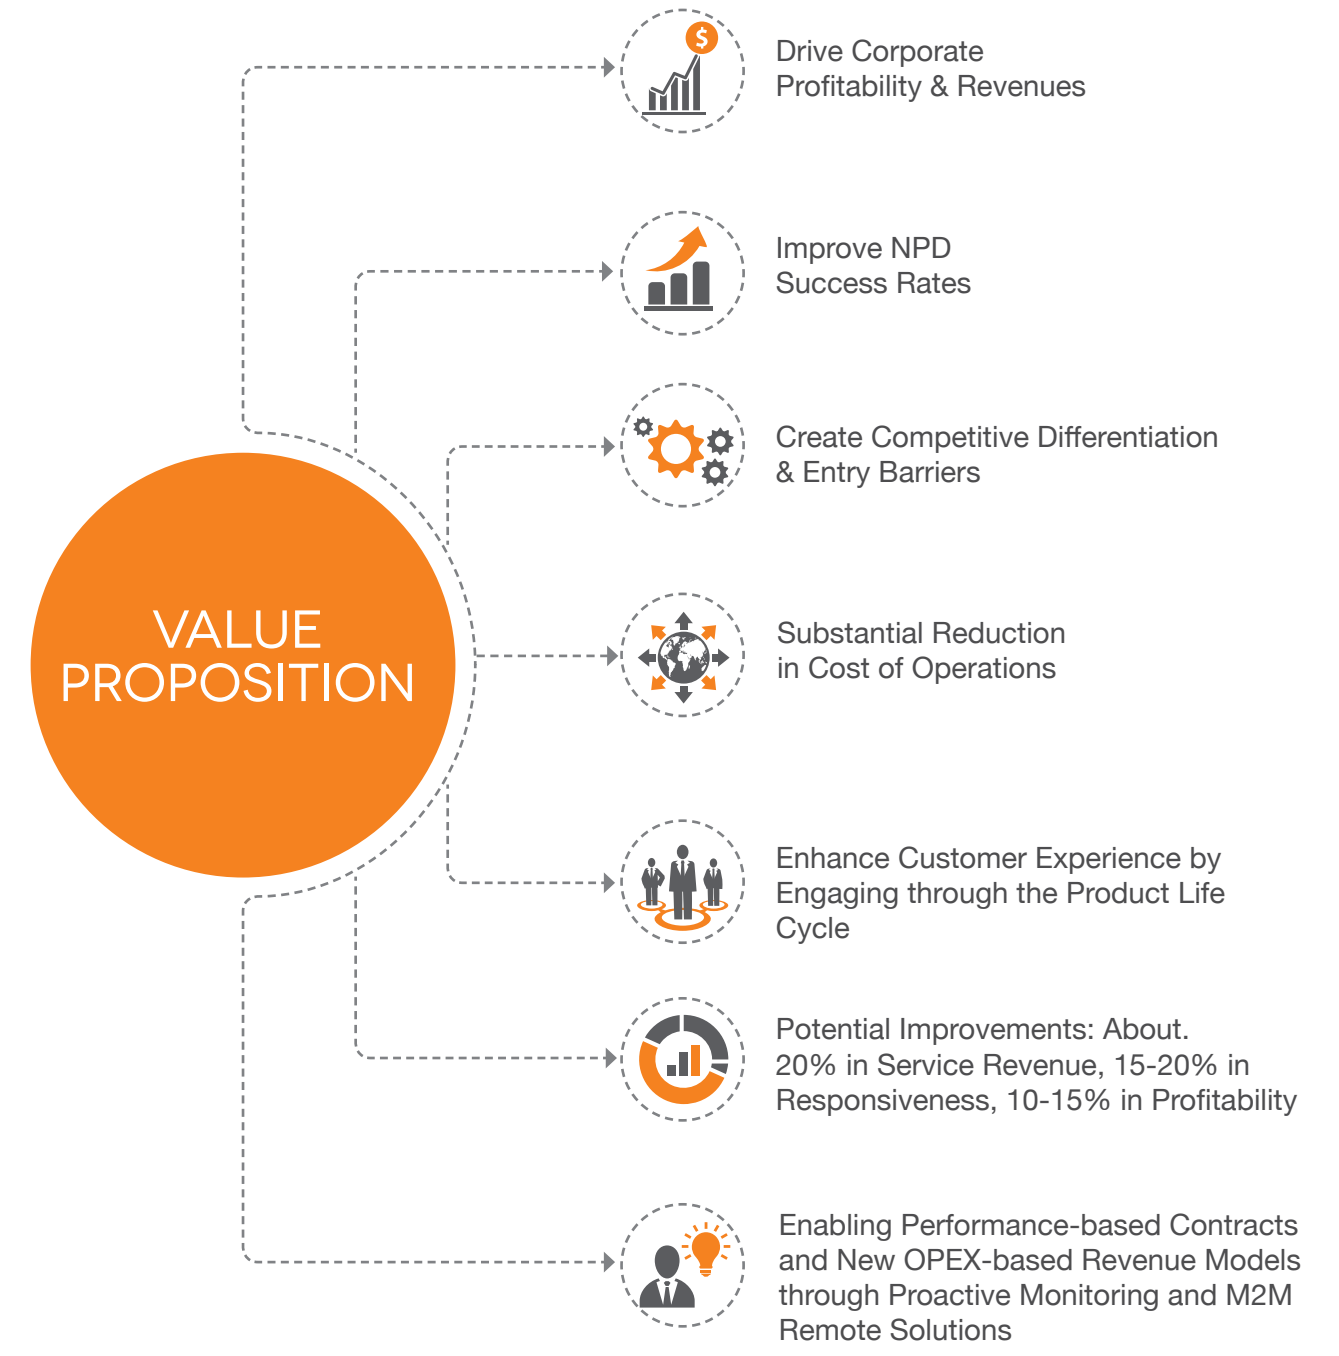 $
Drive Corporate
Profitability & Revenues
Improve NPD
Success Rates
Create Competitive Differentiation
& Entry Barriers
VALUE
PROPOSITION
Substantial Reduction
in Cost of Operations
Enhance Customer Experience by
Engaging through the Product Life
Cycle
Potential Improvements: About.
20% in Service Revenue, 15-20% in
Responsiveness, 10-15% in Profitability
Enabling Performance-based Contracts
and New OPEX-based Revenue Models
through Proactive Monitoring and M2M
Remote Solutions